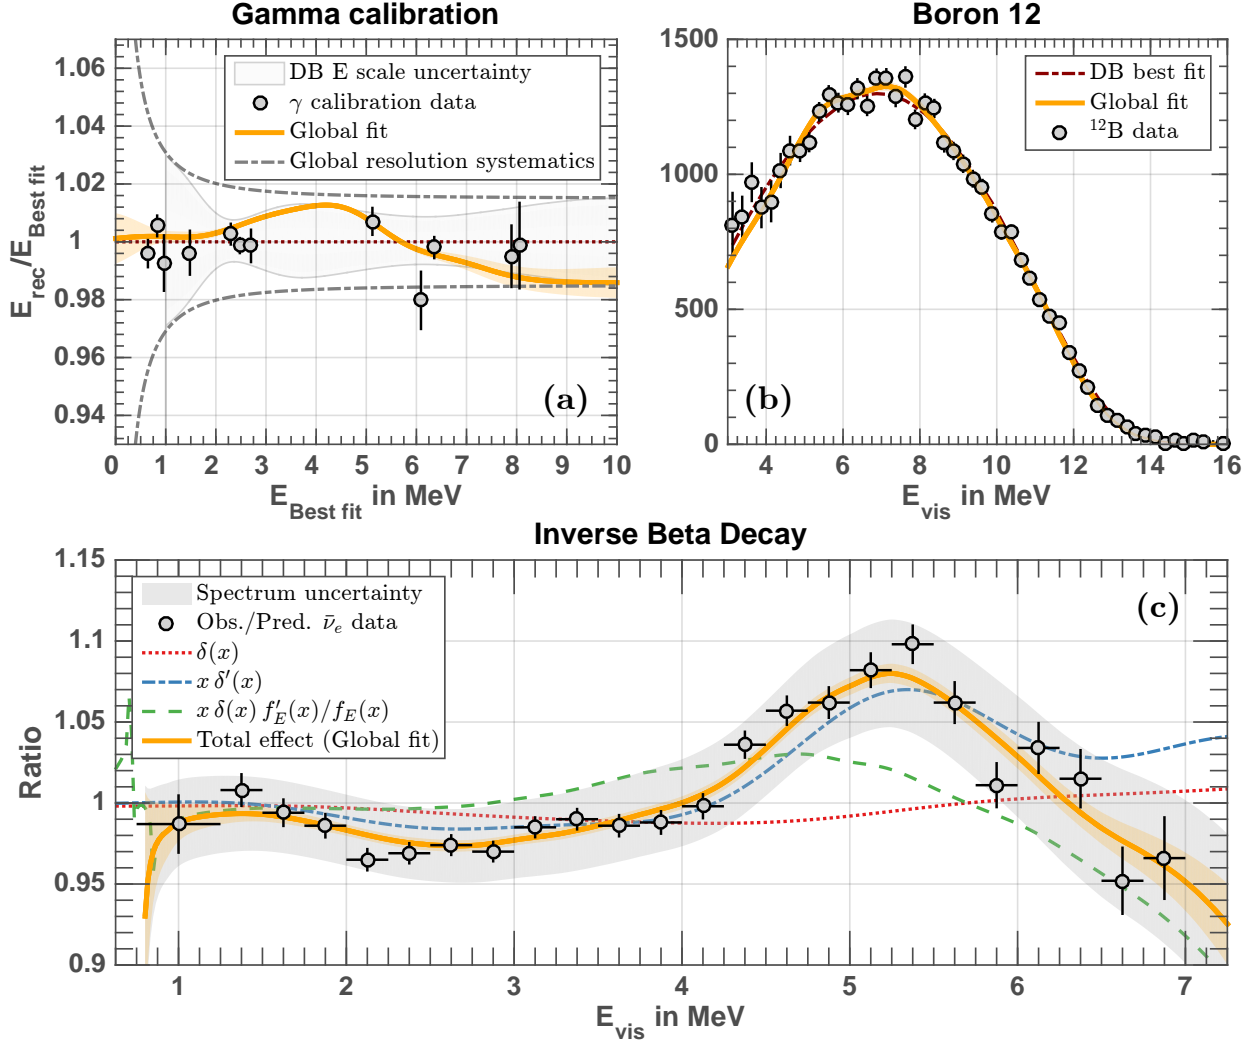 Gamma calibration
1.06
1.04
1.02
1
0.98
0.96
0.94
E_rec/E_Best fit
DB E scale uncertainty
γ calibration data
Global fit
Global resolution systematics
(a)
0 1 2 3 4 5 6 7 8 9 10
E_Best fit in MeV
Boron 12
1500
1000
500
0
DB best fit
Global fit
¹²B data
(b)
4 6 8 10 12 14 16
E_vis in MeV
Inverse Beta Decay
1.15
1.1
1.05
1
0.95
0.9
Ratio
Spectrum uncertainty
Obs./Pred. ν̄_e data
δ(x)
x δ′(x)
x δ(x) f′_E(x)/f_E(x)
Total effect (Global fit)
(c)
1 2 3 4 5 6 7
E_vis in MeV